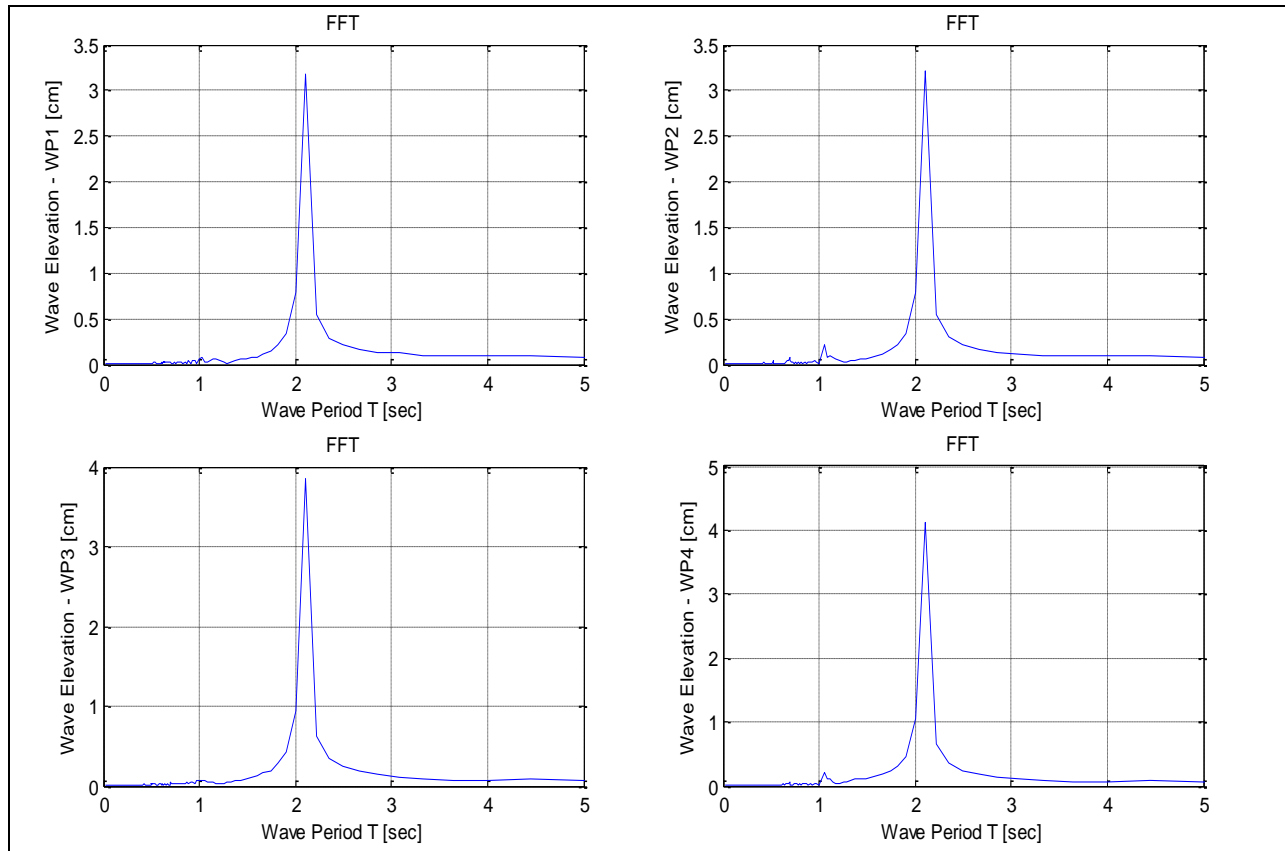 FFT
3.5
3
2.5
2
1.5
1
0.5
0
Wave Elevation - WP1 [cm]
0 1 2 3 4 5
Wave Period T [sec]
FFT
3.5
3
2.5
2
1.5
1
0.5
0
Wave Elevation - WP2 [cm]
0 1 2 3 4 5
Wave Period T [sec]
FFT
4
3
2
1
0
Wave Elevation - WP3 [cm]
0 1 2 3 4 5
Wave Period T [sec]
FFT
5
4
3
2
1
0
Wave Elevation - WP4 [cm]
0 1 2 3 4 5
Wave Period T [sec]